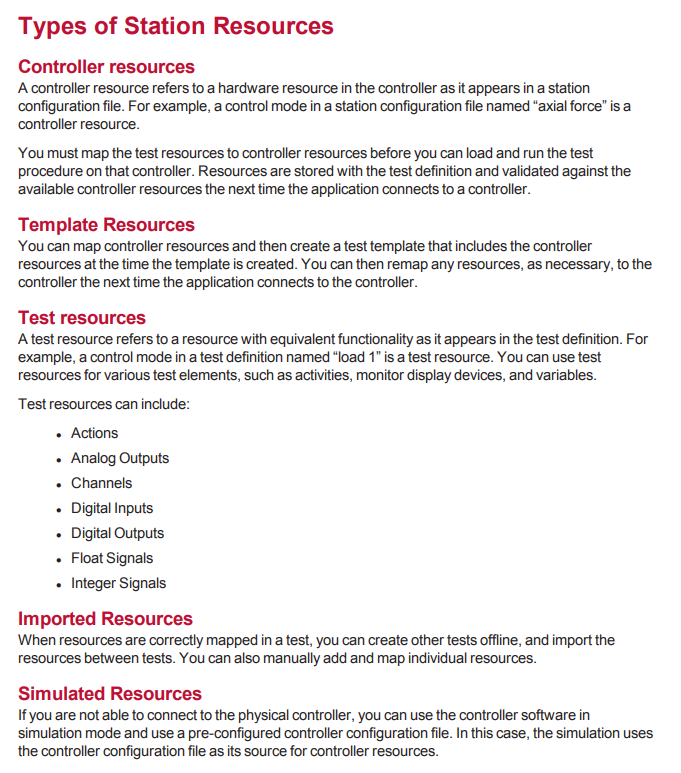 Types of Station Resources
Controller resources
A controller resource refers to a hardware resource in the controller as it appears in a station
configuration file. For example, a control mode in a station configuration file named “axial force” is a
controller resource.
You must map the test resources to controller resources before you can load and run the test
procedure on that controller. Resources are stored with the test definition and validated against the
available controller resources the next time the application connects to a controller.
Template Resources
You can map controller resources and then create a test template that includes the controller
resources at the time the template is created. You can then remap any resources, as necessary, to the
controller the next time the application connects to the controller.
Test resources
A test resource refers to a resource with equivalent functionality as it appears in the test definition. For
example, a control mode in a test definition named “load 1” is a test resource. You can use test
resources for various test elements, such as activities, monitor display devices, and variables.
Test resources can include:
• Actions
• Analog Outputs
• Channels
• Digital Inputs
• Digital Outputs
• Float Signals
• Integer Signals
Imported Resources
When resources are correctly mapped in a test, you can create other tests offline, and import the
resources between tests. You can also manually add and map individual resources.
Simulated Resources
If you are not able to connect to the physical controller, you can use the controller software in
simulation mode and use a pre-configured controller configuration file. In this case, the simulation uses
the controller configuration file as its source for controller resources.